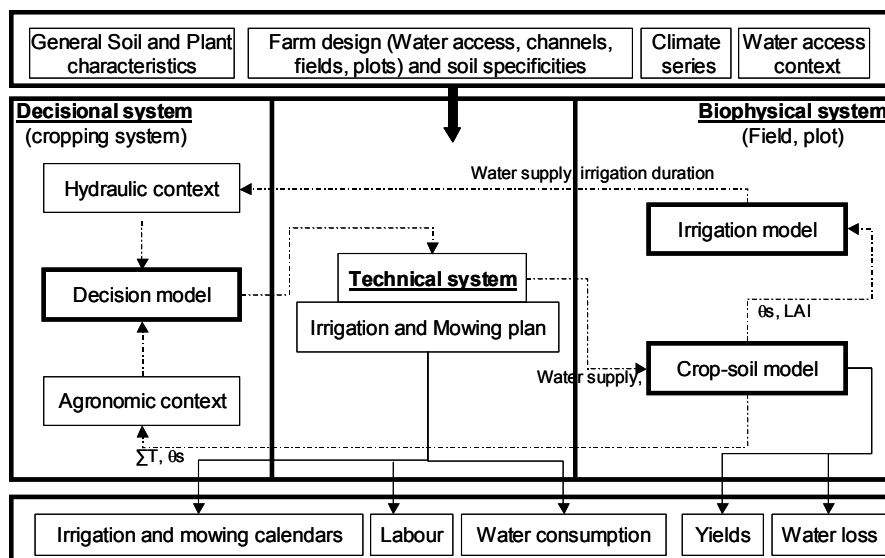 General Soil and Plant
characteristics
Farm design (Water access, channels,
fields, plots) and soil specificities
Climate
series
Water access
context
Decisional system
(cropping system)
Biophysical system
(Field, plot)
Water supply, irrigation duration
Hydraulic context
Irrigation model
Decision model
Technical system
Irrigation and Mowing plan
θs, LAI
Water supply,
Crop-soil model
Agronomic context
∑T, θs
Irrigation and mowing calendars
Labour
Water consumption
Yields
Water loss